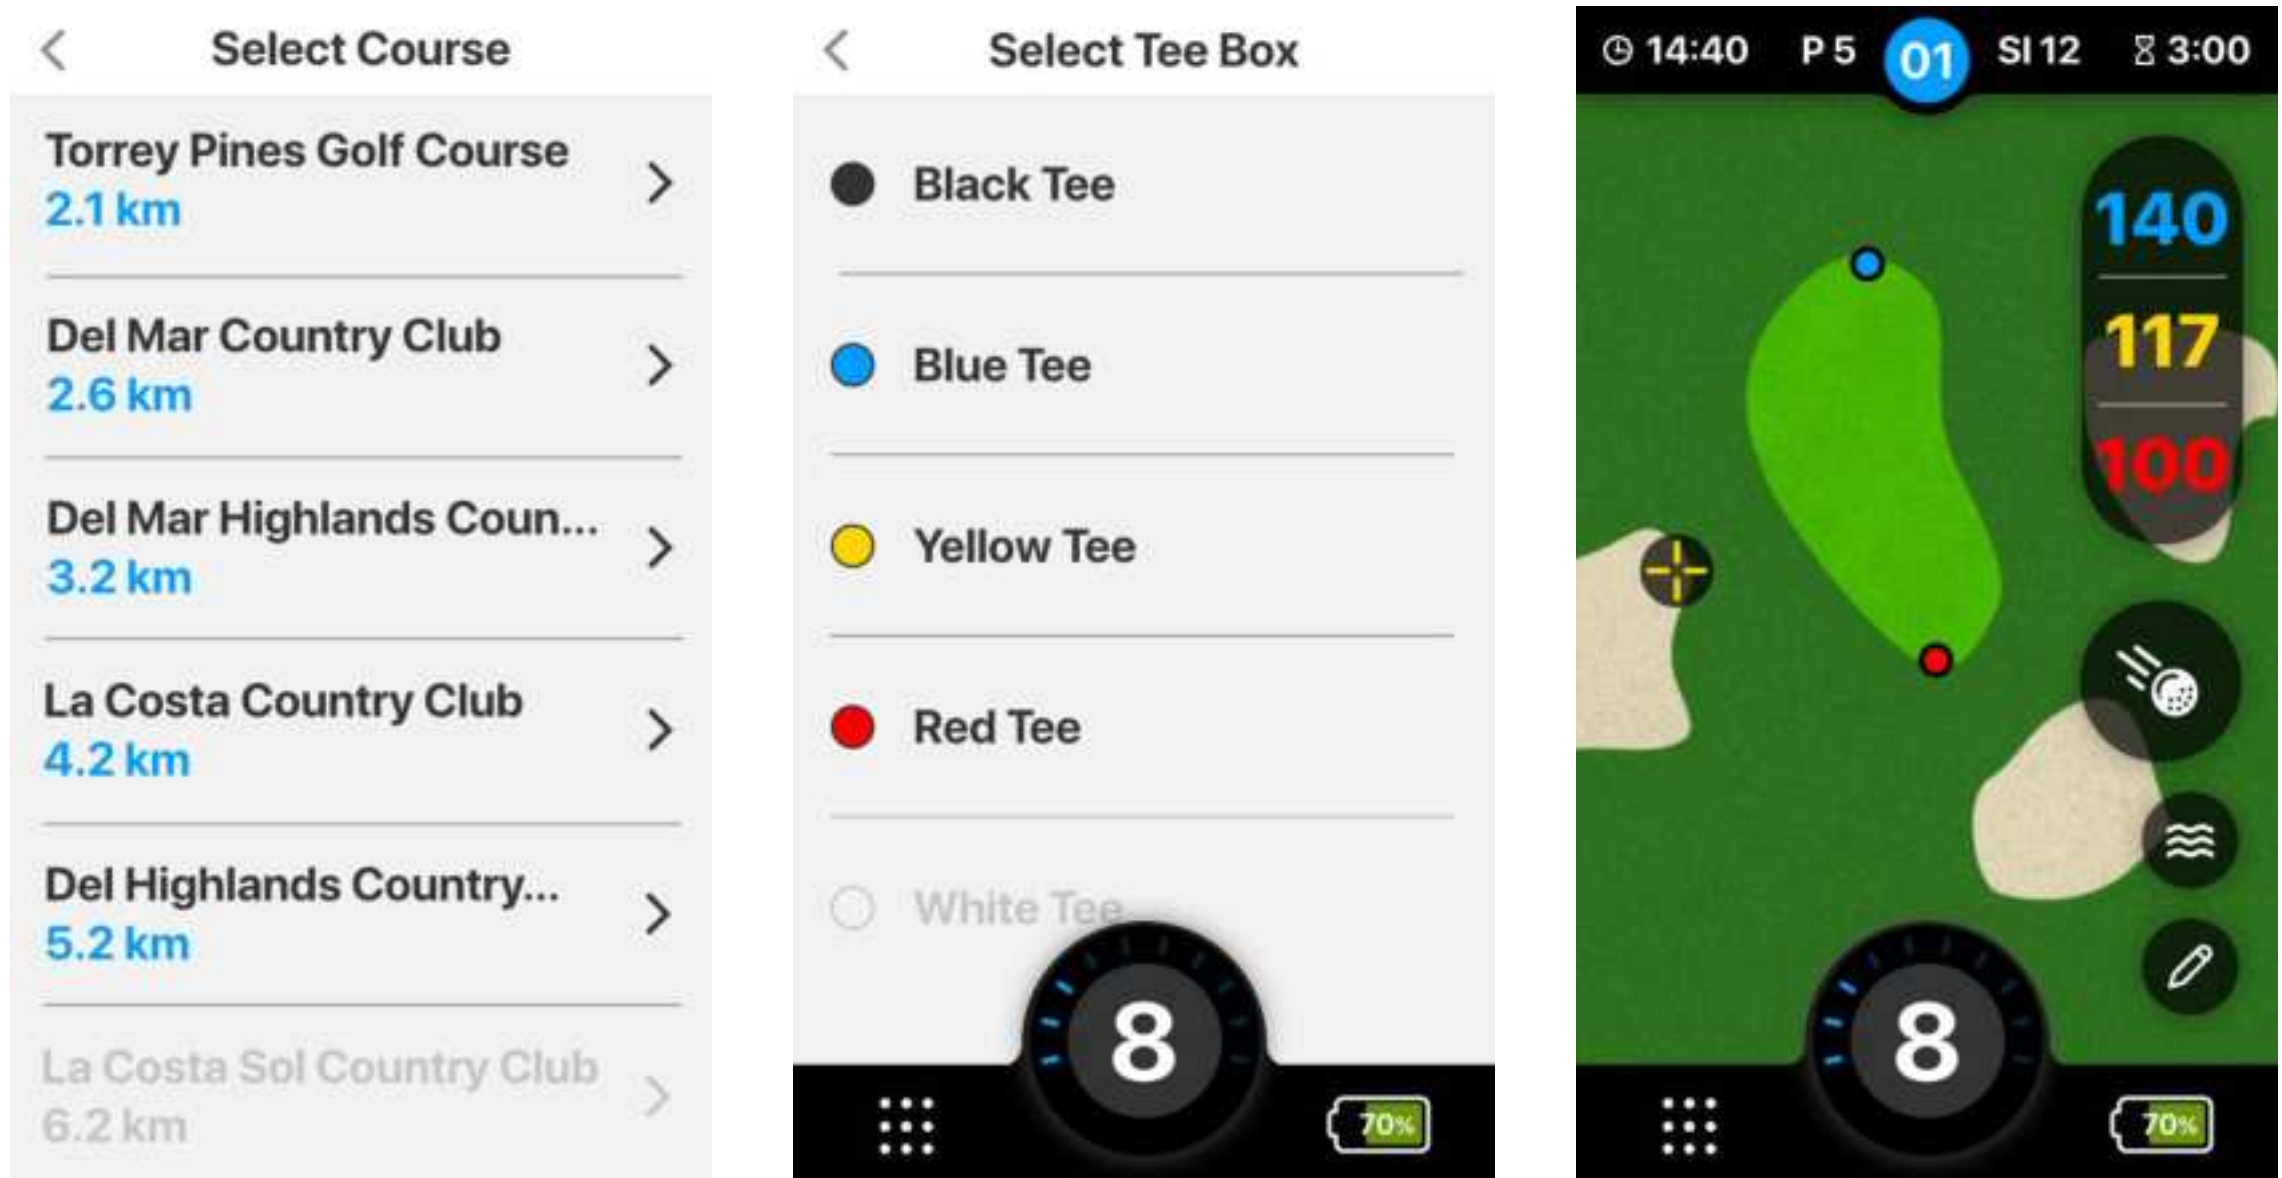 Select Course
Torrey Pines Golf Course
2.1 km
Del Mar Country Club
2.6 km
Del Mar Highlands Coun...
3.2 km
La Costa Country Club
4.2 km
Del Highlands Country...
5.2 km
La Costa Sol Country Club
6.2 km
Select Tee Box
Black Tee
Blue Tee
Yellow Tee
Red Tee
White Tee
8
70%
14:40 P 5 01 SI 12 3:00
140
117
100
8
70%